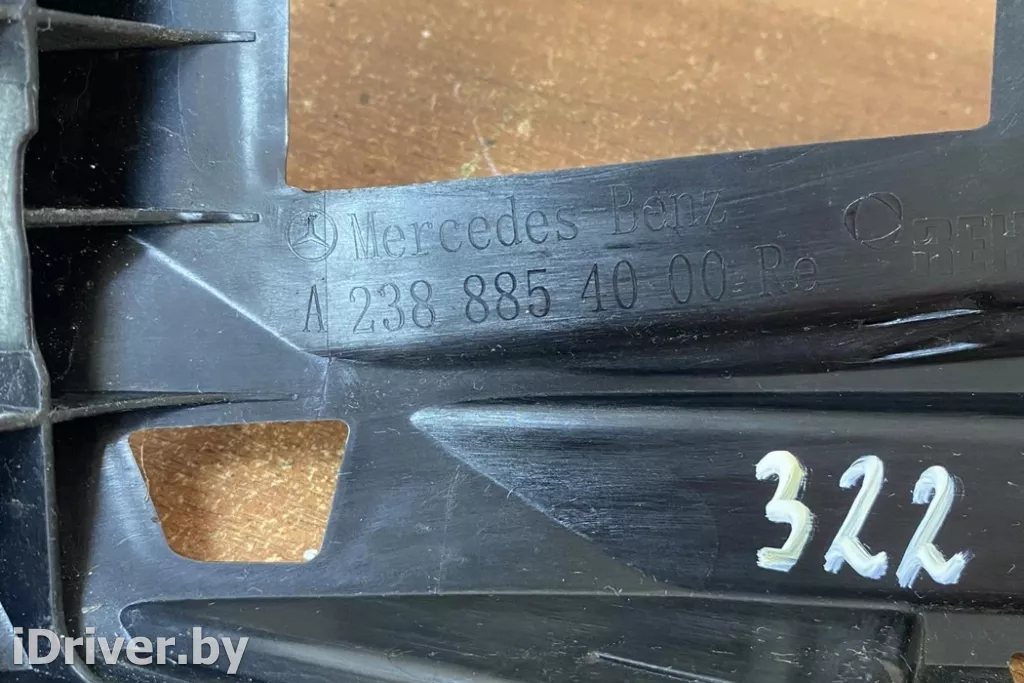 Mercedes-Benz
A 238 885 40 00 Re
322
iDriver.by